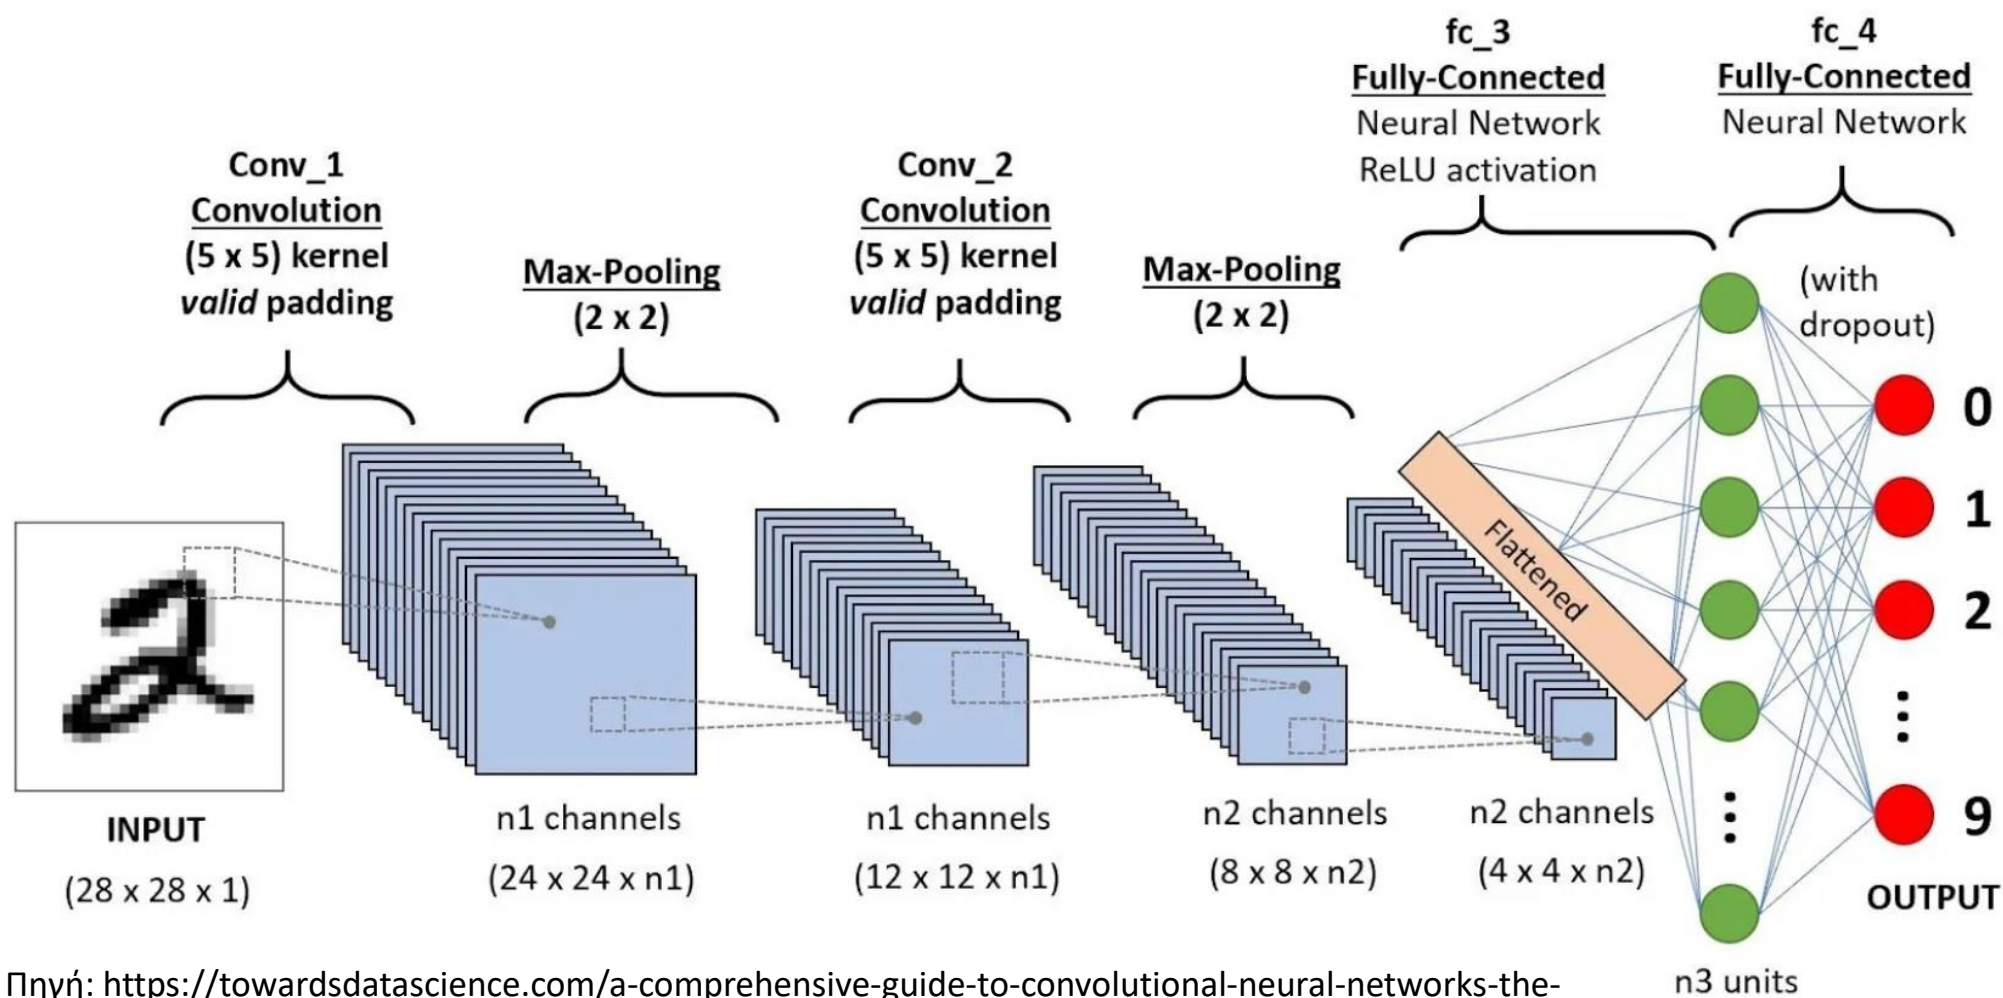 fc_3
Fully-Connected
Neural Network
ReLU activation
fc_4
Fully-Connected
Neural Network
Conv_1
Convolution
(5 x 5) kernel
valid padding
Max-Pooling
(2 x 2)
Conv_2
Convolution
(5 x 5) kernel
valid padding
Max-Pooling
(2 x 2)
(with
dropout)
0
1
2
9
Flattened
INPUT
(28 x 28 x 1)
n1 channels
(24 x 24 x n1)
n1 channels
(12 x 12 x n1)
n2 channels
(8 x 8 x n2)
n2 channels
(4 x 4 x n2)
OUTPUT
n3 units
Πηγή: https://towardsdatascience.com/a-comprehensive-guide-to-convolutional-neural-networks-the-